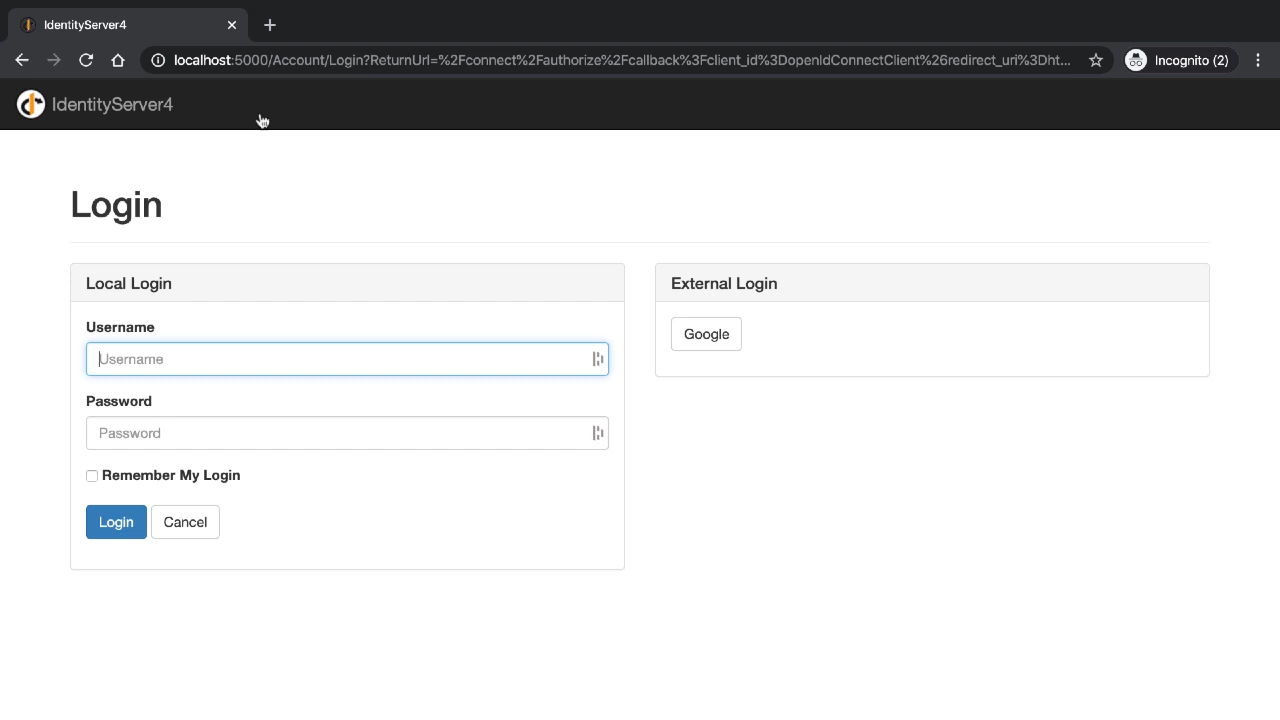 IdentityServer4
localhost:5000/Account/Login?ReturnUrl=%2Fconnect%2Fauthorize%2Fcallback%3Fclient_id%3DopenIdConnectClient%26redirect_uri%3Dht...
Incognito (2)
IdentityServer4
Login
Local Login
Username
Username
Password
Password
Remember My Login
Login Cancel
External Login
Google